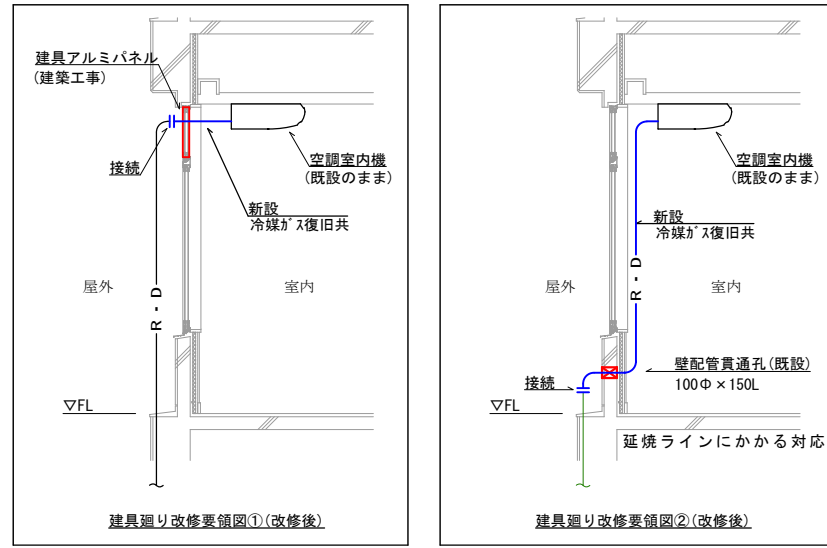 建具アルミパネル
(建築工事)
接続
空調室内機
(既設のまま)
新設
冷媒ガス復旧共
屋外
室内
R・D
▽FL
建具廻り改修要領図①(改修後)
空調室内機
(既設のまま)
新設
冷媒ガス復旧共
屋外
室内
R・D
壁配管貫通孔(既設)
100Φ×150L
接続
▽FL
延焼ラインにかかる対応
建具廻り改修要領図②(改修後)